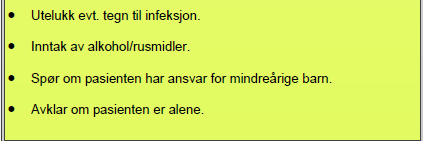 ● Utelukk evt. tegn til infeksjon.
● Inntak av alkohol/rusmidler.
● Spør om pasienten har ansvar for mindreårige barn.
● Avklar om pasienten er alene.